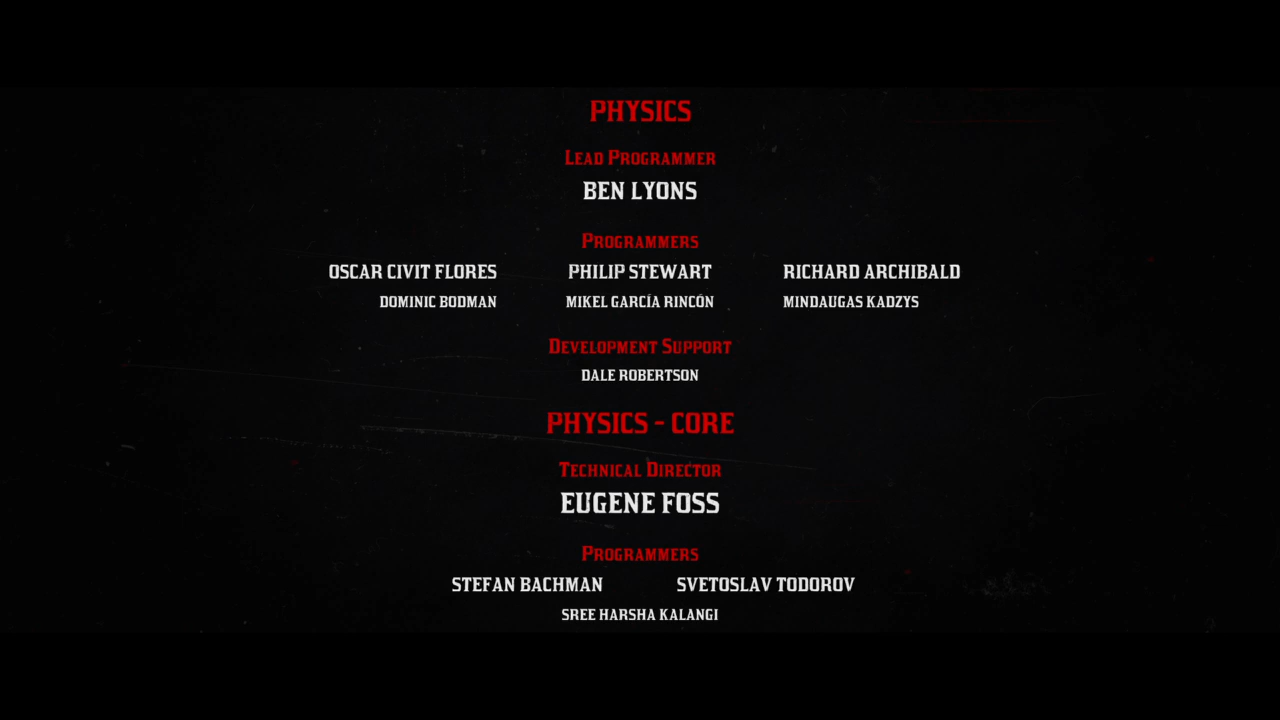 PHYSICS
LEAD PROGRAMMER
BEN LYONS
PROGRAMMERS
OSCAR CIVIT FLORES PHILIP STEWART RICHARD ARCHIBALD
DOMINIC BODMAN MIKEL GARCÍA RINCÓN MINDAUGAS KADZYS
DEVELOPMENT SUPPORT
DALE ROBERTSON
PHYSICS - CORE
TECHNICAL DIRECTOR
EUGENE FOSS
PROGRAMMERS
STEFAN BACHMAN SVETOSLAV TODOROV
SREE HARSHA KALANGI